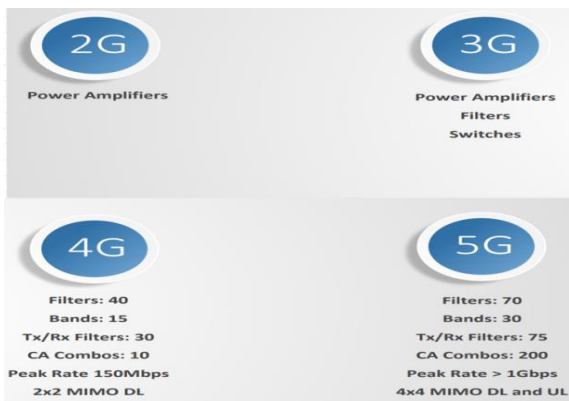 2G
Power Amplifiers
3G
Power Amplifiers
Filters
Switches
4G
Filters: 40
Bands: 15
Tx/Rx Filters: 30
CA Combos: 10
Peak Rate 150Mbps
2x2 MIMO DL
5G
Filters: 70
Bands: 30
Tx/Rx Filters: 75
CA Combos: 200
Peak Rate > 1Gbps
4x4 MIMO DL and UL